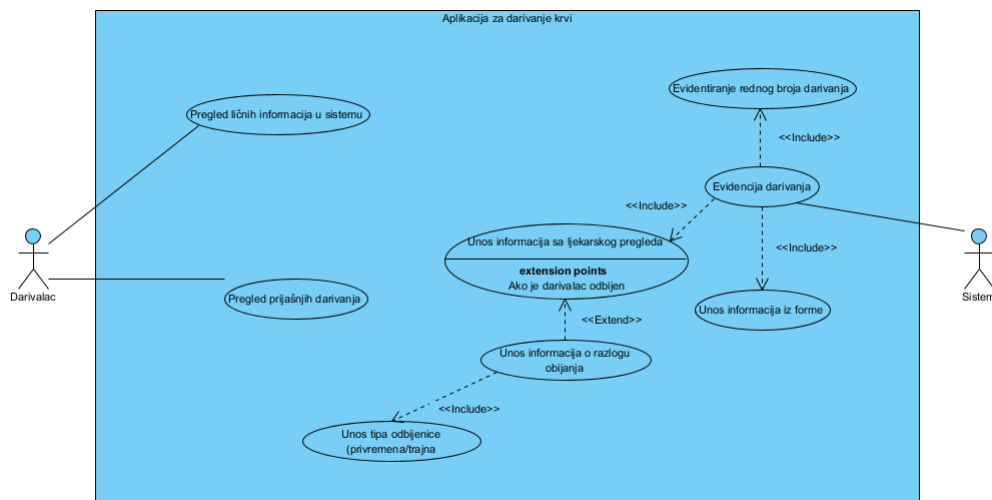 Aplikacija za darivanje krvi
Evidentiranje rednog broja darivanja
Pregled ličnih informacija u sistemu
<<Include>>
Evidencija darivanja
<<Include>>
Unos informacija sa ljekarskog pregleda
<<Include>>
extension points
Ako je darivalac odbijen
Darivalac
Sistem
Pregled prijašnjih darivanja
Unos informacija iz forme
<<Extend>>
Unos informacija o razlogu
obijanja
<<Include>>
Unos tipa odbijenice
(privremena/trajna